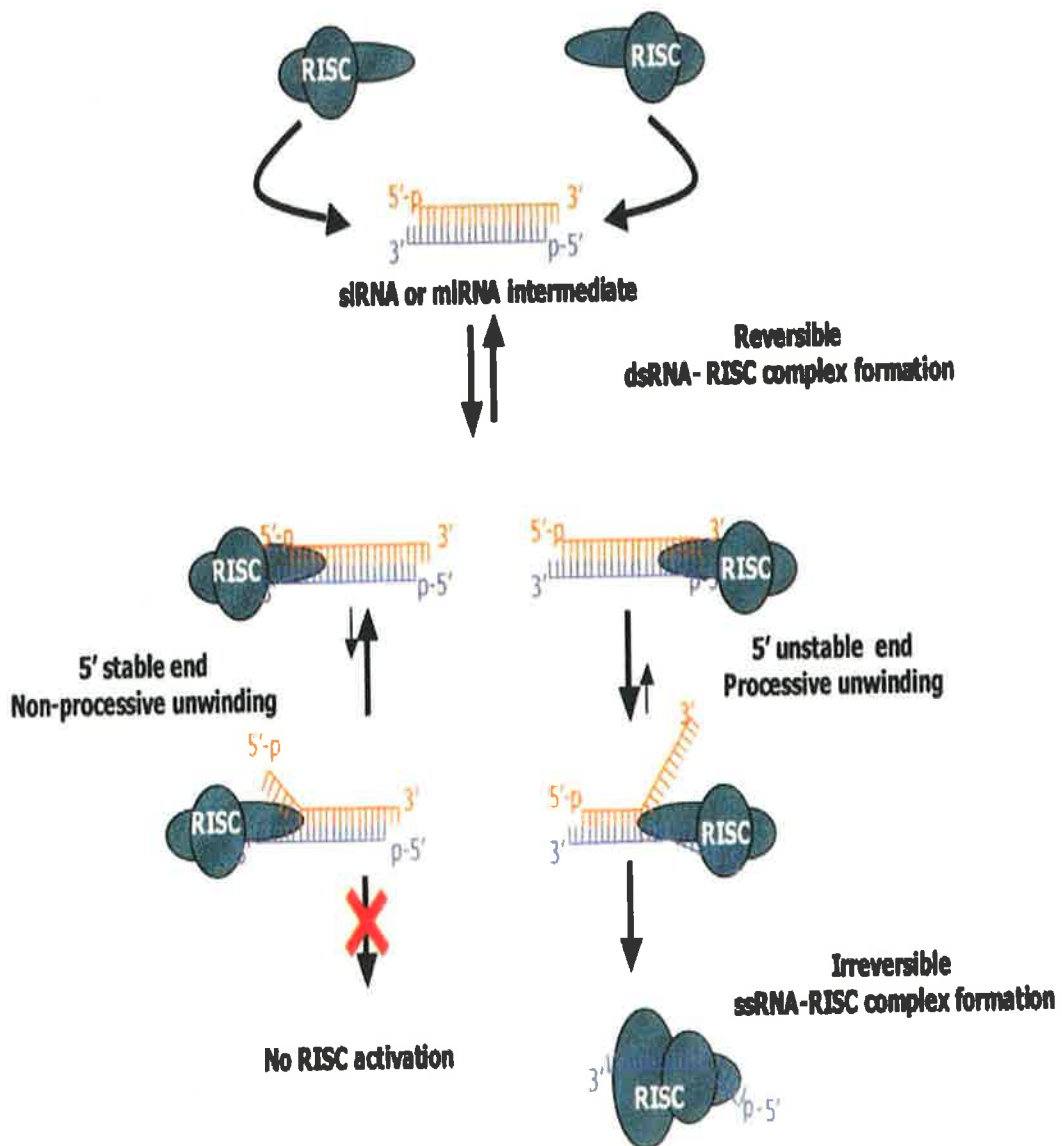 RISC
RISC
5'-p 3'
3' p-5'
siRNA or miRNA intermediate
Reversible
dsRNA- RISC complex formation
5'-p 3'
RISC
p-5'
5'-p 3'
3'
RISC
5' stable end
Non-processive unwinding
5' unstable end
Processive unwinding
5'-p
3'
RISC
p-5'
3'
5'-p
3'
RISC
Irreversible
ssRNA-RISC complex formation
No RISC activation
3'
RISC
p-5'